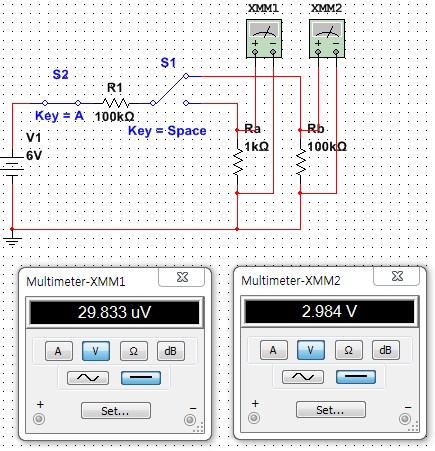 XMM1 XMM2
S1
S2
R1
Key = A
100kΩ
Key = Space
V1
6V
Ra
1kΩ
Rb
100kΩ
Multimeter-XMM1
29.833 uV
A V Ω dB
+ Set... −
Multimeter-XMM2
2.984 V
A V Ω dB
+ Set... −